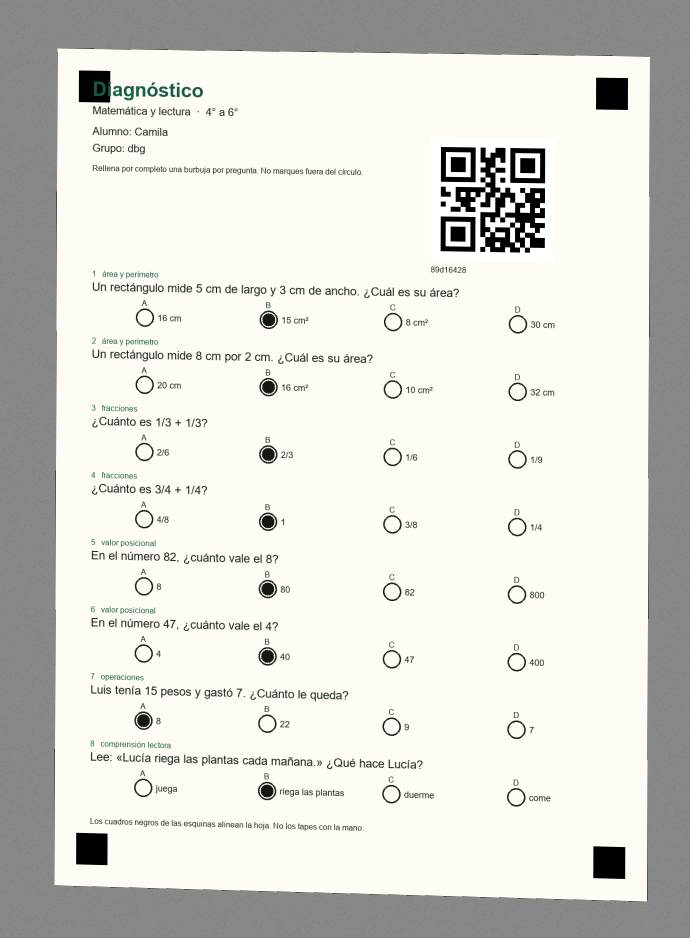 Diagnóstico
Matemática y lectura · 4° a 6°
Alumno: Camila
Grupo: dbg
Rellena por completo una burbuja por pregunta. No marques fuera del círculo.
89d16428
1 área y perímetro
Un rectángulo mide 5 cm de largo y 3 cm de ancho. ¿Cuál es su área?
A B C D
16 cm 15 cm² 8 cm² 30 cm
2 área y perímetro
Un rectángulo mide 8 cm por 2 cm. ¿Cuál es su área?
A B C D
20 cm 16 cm² 10 cm² 32 cm
3 fracciones
¿Cuánto es 1/3 + 1/3?
A B C D
2/6 2/3 1/6 1/9
4 fracciones
¿Cuánto es 3/4 + 1/4?
A B C D
4/8 1 3/8 1/4
5 valor posicional
En el número 82, ¿cuánto vale el 8?
A B C D
8 80 82 800
6 valor posicional
En el número 47, ¿cuánto vale el 4?
A B C D
4 40 47 400
7 operaciones
Luis tenía 15 pesos y gastó 7. ¿Cuánto le queda?
A B C D
8 22 9 7
8 comprensión lectora
Lee: «Lucía riega las plantas cada mañana.» ¿Qué hace Lucía?
A B C D
juega riega las plantas duerme come
Los cuadros negros de las esquinas alinean la hoja. No los tapes con la mano.